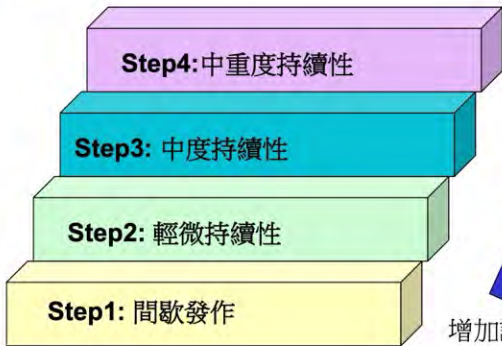 Step4:中重度持續性
Step3: 中度持續性
Step2: 輕微持續性
Step1: 間歇發作
增加